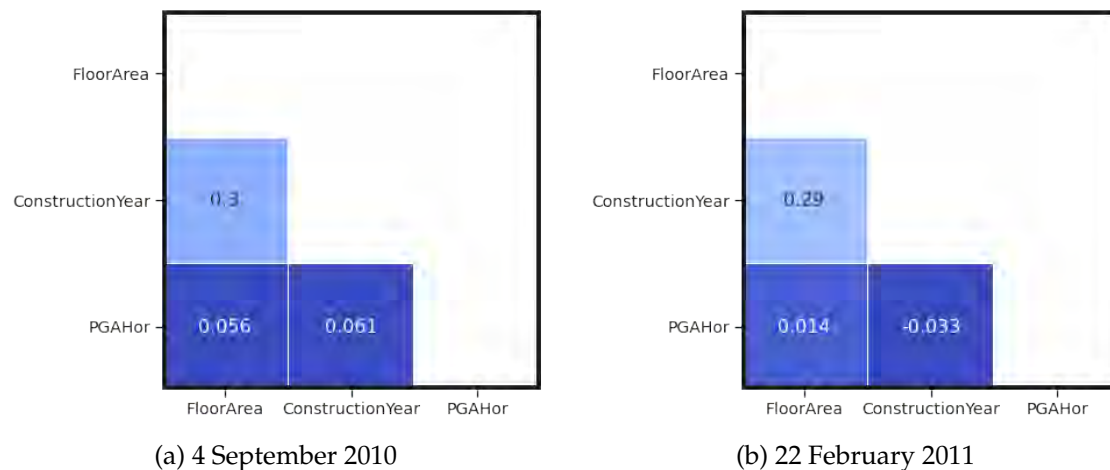 FloorArea
ConstructionYear
0.3
PGAHor
0.056 0.061
FloorArea ConstructionYear PGAHor
(a) 4 September 2010
FloorArea
ConstructionYear
0.29
PGAHor
0.014 -0.033
FloorArea ConstructionYear PGAHor
(b) 22 February 2011